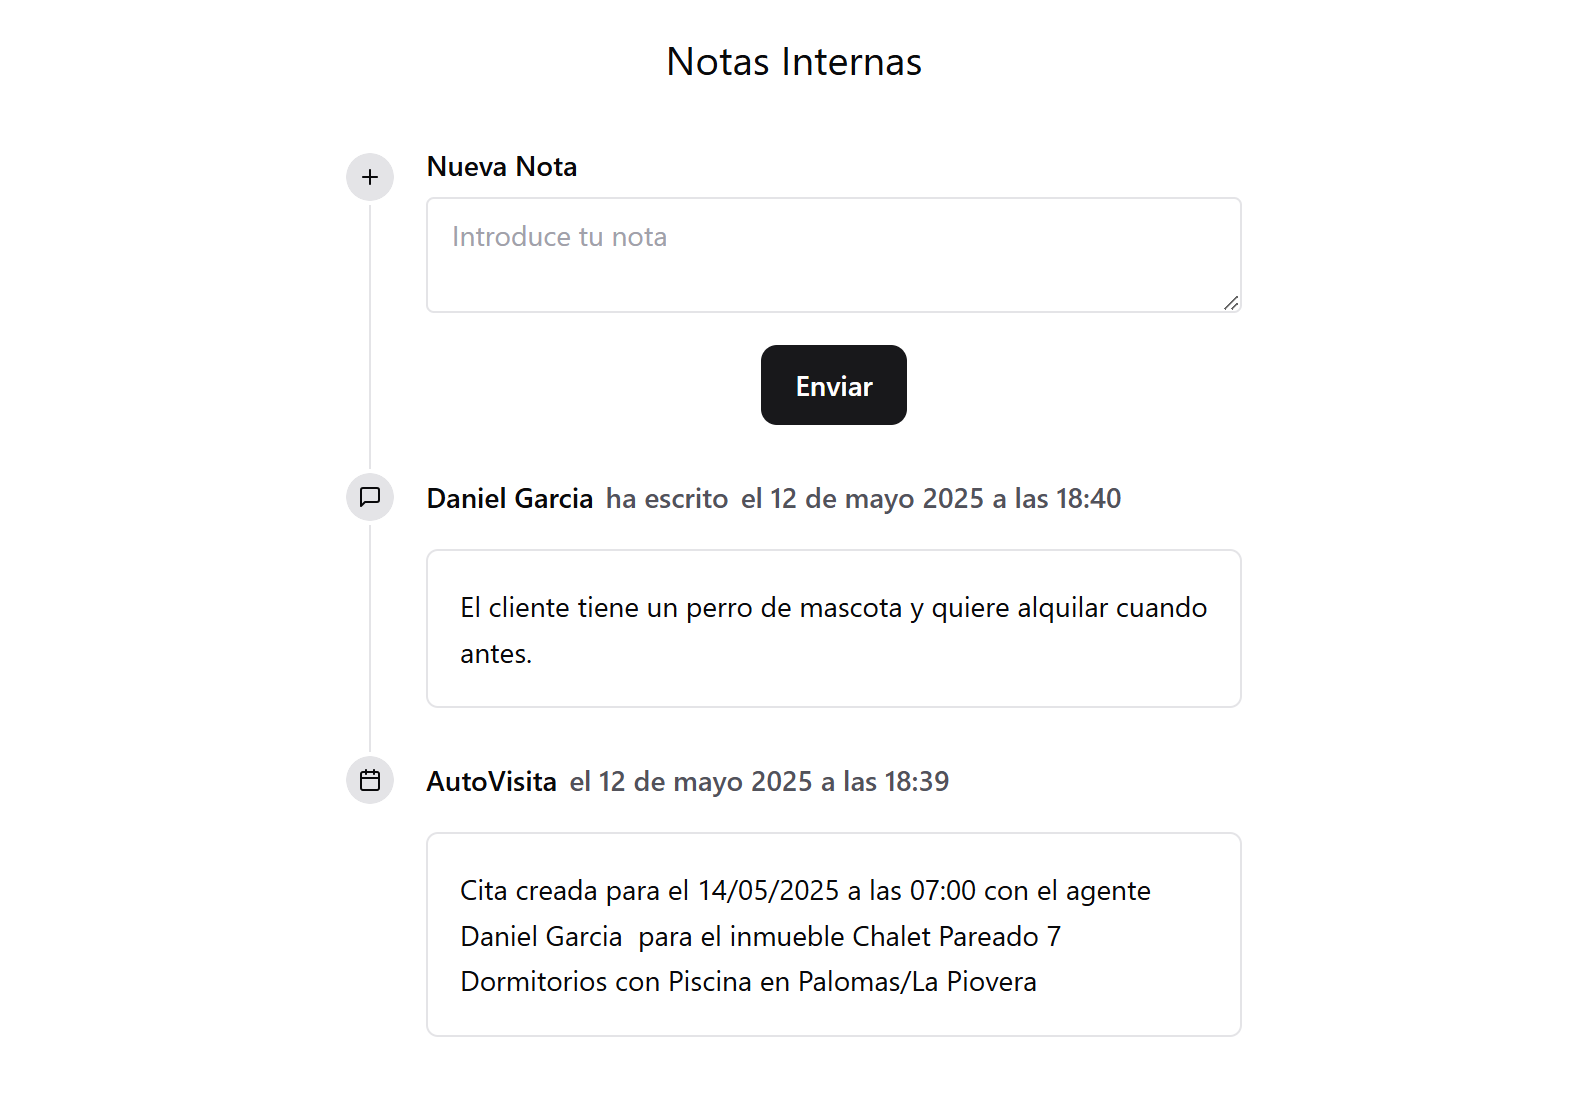 Notas Internas
Nueva Nota
Introduce tu nota
Enviar
Daniel Garcia ha escrito el 12 de mayo 2025 a las 18:40
El cliente tiene un perro de mascota y quiere alquilar cuando
antes.
AutoVisita el 12 de mayo 2025 a las 18:39
Cita creada para el 14/05/2025 a las 07:00 con el agente
Daniel Garcia  para el inmueble Chalet Pareado 7
Dormitorios con Piscina en Palomas/La Piovera